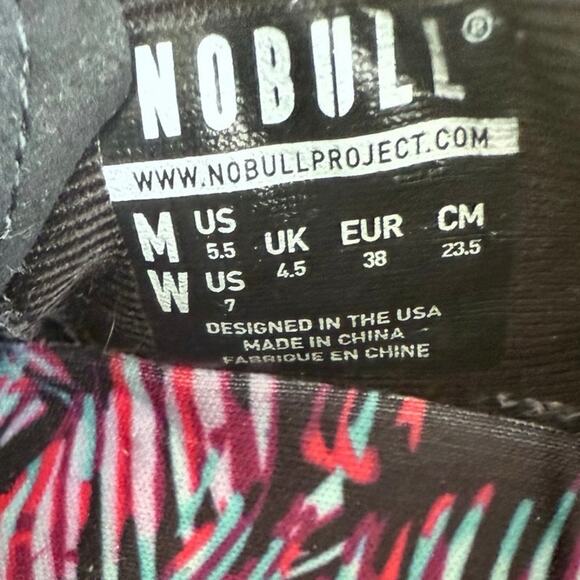 NOBULL®
WWW.NOBULLPROJECT.COM
M US 5.5 UK 4.5 EUR 38 CM 23.5
W US 7
DESIGNED IN THE USA
MADE IN CHINA
FABRIQUE EN CHINE